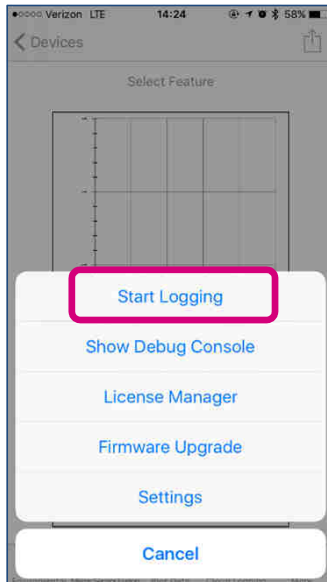 Verizon LTE 14:24 58%
Devices
Select Feature
Start Logging
Show Debug Console
License Manager
Firmware Upgrade
Settings
Cancel